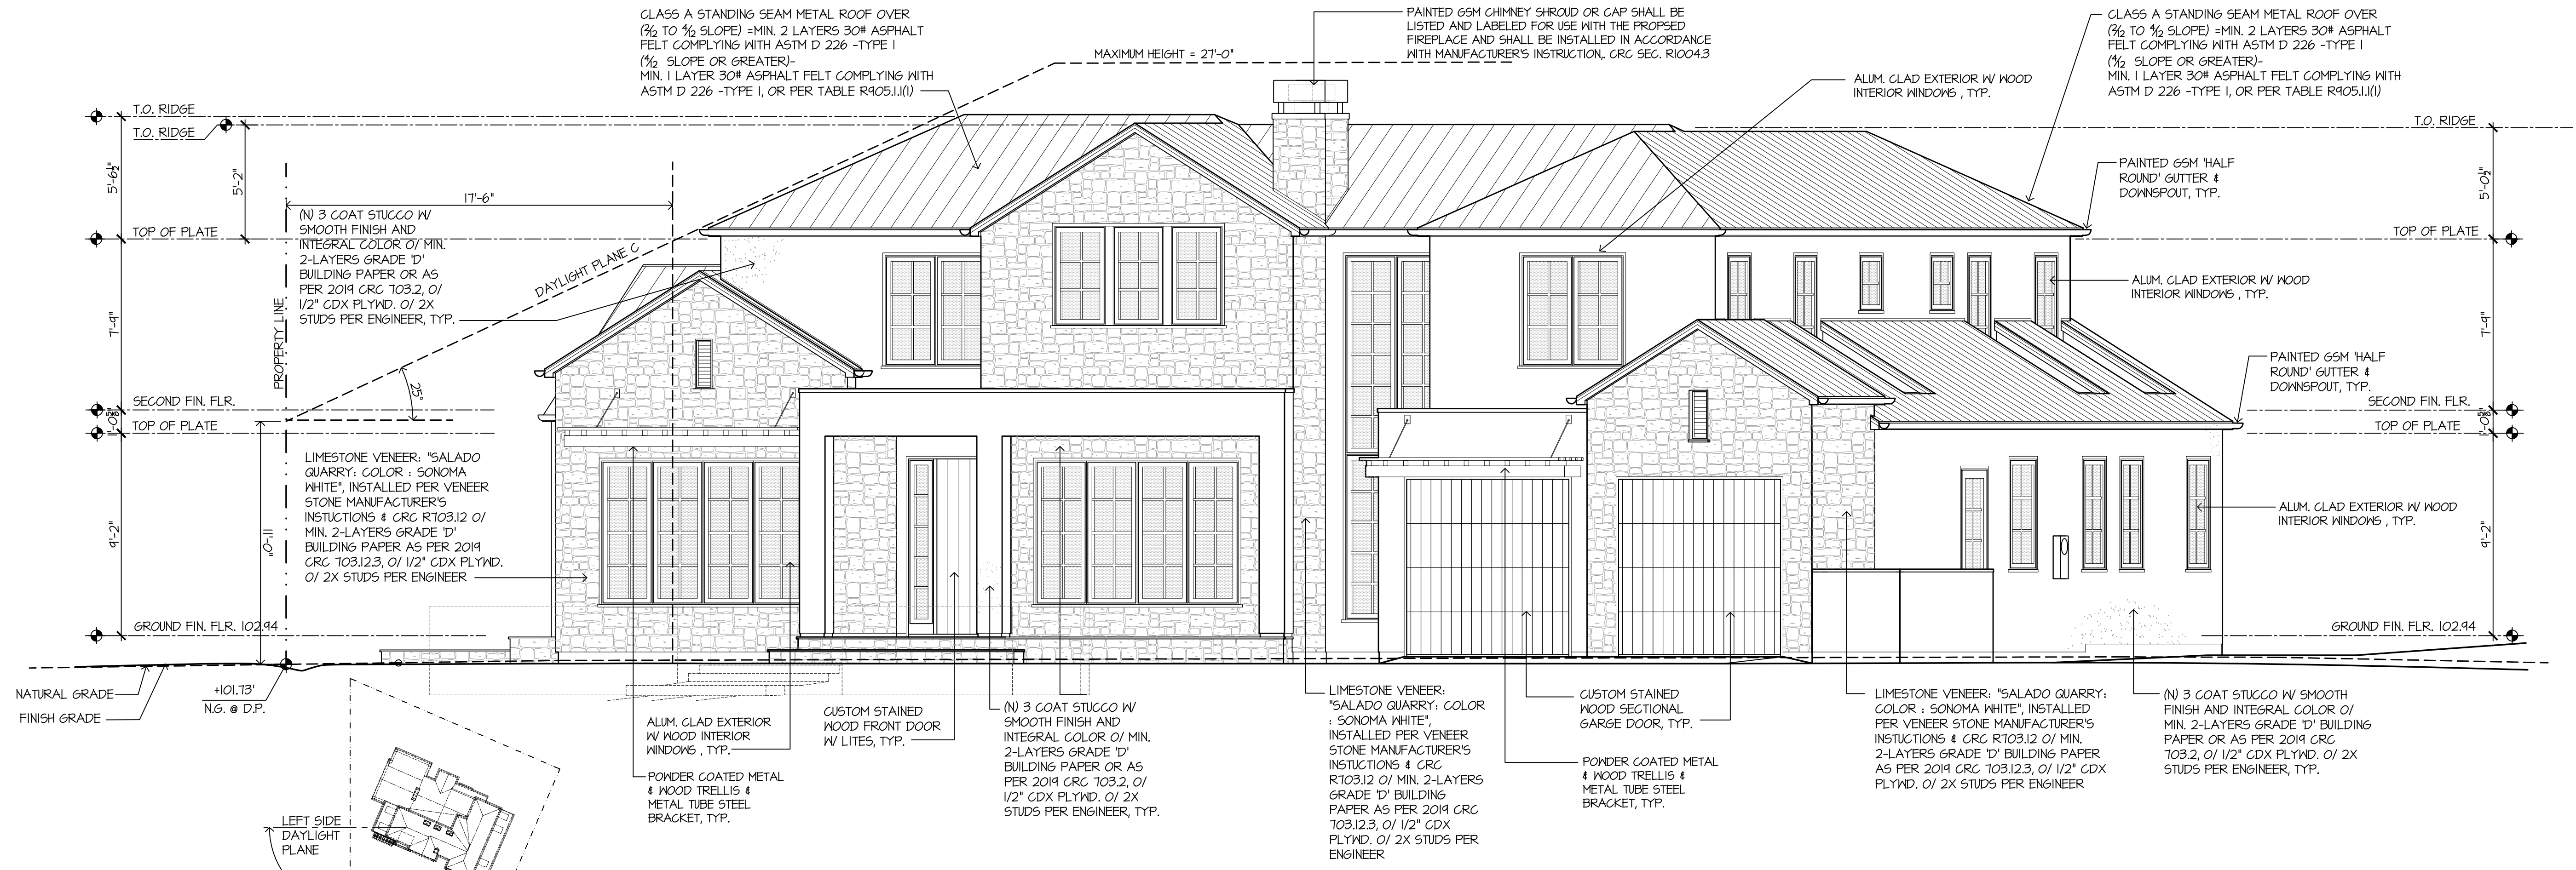 CLASS A STANDING SEAM METAL ROOF OVER
(2/12 TO 4/12 SLOPE) =MIN. 2 LAYERS 30# ASPHALT
FELT COMPLYING WITH ASTM D 226 -TYPE I
(4/12 SLOPE OR GREATER)-
MIN. 1 LAYER 30# ASPHALT FELT COMPLYING WITH
ASTM D 226 -TYPE I, OR PER TABLE R905.1.1(1)
MAXIMUM HEIGHT = 27'-0"
PAINTED GSM CHIMNEY SHROUD OR CAP SHALL BE
LISTED AND LABELED FOR USE WITH THE PROPSED
FIREPLACE AND SHALL BE INSTALLED IN ACCORDANCE
WITH MANUFACTURER'S INSTRUCTION,. CRC SEC. R1004.3
ALUM. CLAD EXTERIOR W/ WOOD
INTERIOR WINDOWS , TYP.
CLASS A STANDING SEAM METAL ROOF OVER
(2/12 TO 4/12 SLOPE) =MIN. 2 LAYERS 30# ASPHALT
FELT COMPLYING WITH ASTM D 226 -TYPE I
(4/12 SLOPE OR GREATER)-
MIN. 1 LAYER 30# ASPHALT FELT COMPLYING WITH
ASTM D 226 -TYPE I, OR PER TABLE R905.1.1(1)
T.O. RIDGE
T.O. RIDGE
T.O. RIDGE
5'-6½"
5'-2"
17'-6"
5'-0½"
PAINTED GSM 'HALF
ROUND' GUTTER &
DOWNSPOUT, TYP.
(N) 3 COAT STUCCO W/
SMOOTH FINISH AND
INTEGRAL COLOR O/ MIN.
2-LAYERS GRADE 'D'
BUILDING PAPER OR AS
PER 2019 CRC 703.2, O/
1/2" CDX PLYWD. O/ 2X
STUDS PER ENGINEER, TYP.
TOP OF PLATE
TOP OF PLATE
DAYLIGHT PLANE C
PROPERTY LINE
25°
7'-9"
7'-9"
ALUM. CLAD EXTERIOR W/ WOOD
INTERIOR WINDOWS , TYP.
PAINTED GSM 'HALF
ROUND' GUTTER &
DOWNSPOUT, TYP.
SECOND FIN. FLR.
SECOND FIN. FLR.
TOP OF PLATE
TOP OF PLATE
LIMESTONE VENEER: "SALADO
QUARRY: COLOR : SONOMA
WHITE", INSTALLED PER VENEER
STONE MANUFACTURER'S
INSTUCTIONS & CRC R703.12 O/
MIN. 2-LAYERS GRADE 'D'
BUILDING PAPER AS PER 2019
CRC 703.12.3, O/ 1/2" CDX PLYWD.
O/ 2X STUDS PER ENGINEER
9'-2"
11'-0"
9'-2"
ALUM. CLAD EXTERIOR W/ WOOD
INTERIOR WINDOWS , TYP.
GROUND FIN. FLR. 102.94
GROUND FIN. FLR. 102.94
NATURAL GRADE
FINISH GRADE
+101.73'
N.G. @ D.P.
ALUM. CLAD EXTERIOR
W/ WOOD INTERIOR
WINDOWS , TYP.
POWDER COATED METAL
& WOOD TRELLIS &
METAL TUBE STEEL
BRACKET, TYP.
CUSTOM STAINED
WOOD FRONT DOOR
W/ LITES, TYP.
(N) 3 COAT STUCCO W/
SMOOTH FINISH AND
INTEGRAL COLOR O/ MIN.
2-LAYERS GRADE 'D'
BUILDING PAPER OR AS
PER 2019 CRC 703.2, O/
1/2" CDX PLYWD. O/ 2X
STUDS PER ENGINEER, TYP.
LIMESTONE VENEER:
"SALADO QUARRY: COLOR
: SONOMA WHITE",
INSTALLED PER VENEER
STONE MANUFACTURER'S
INSTUCTIONS & CRC
R703.12 O/ MIN. 2-LAYERS
GRADE 'D' BUILDING
PAPER AS PER 2019 CRC
703.12.3, O/ 1/2" CDX
PLYWD. O/ 2X STUDS PER
ENGINEER
CUSTOM STAINED
WOOD SECTIONAL
GARGE DOOR, TYP.
POWDER COATED METAL
& WOOD TRELLIS &
METAL TUBE STEEL
BRACKET, TYP.
LIMESTONE VENEER: "SALADO QUARRY:
COLOR : SONOMA WHITE", INSTALLED
PER VENEER STONE MANUFACTURER'S
INSTUCTIONS & CRC R703.12 O/ MIN.
2-LAYERS GRADE 'D' BUILDING PAPER
AS PER 2019 CRC 703.12.3, O/ 1/2" CDX
PLYWD. O/ 2X STUDS PER ENGINEER
(N) 3 COAT STUCCO W/ SMOOTH
FINISH AND INTEGRAL COLOR O/
MIN. 2-LAYERS GRADE 'D' BUILDING
PAPER OR AS PER 2019 CRC
703.2, O/ 1/2" CDX PLYWD. O/ 2X
STUDS PER ENGINEER, TYP.
LEFT SIDE
DAYLIGHT
PLANE